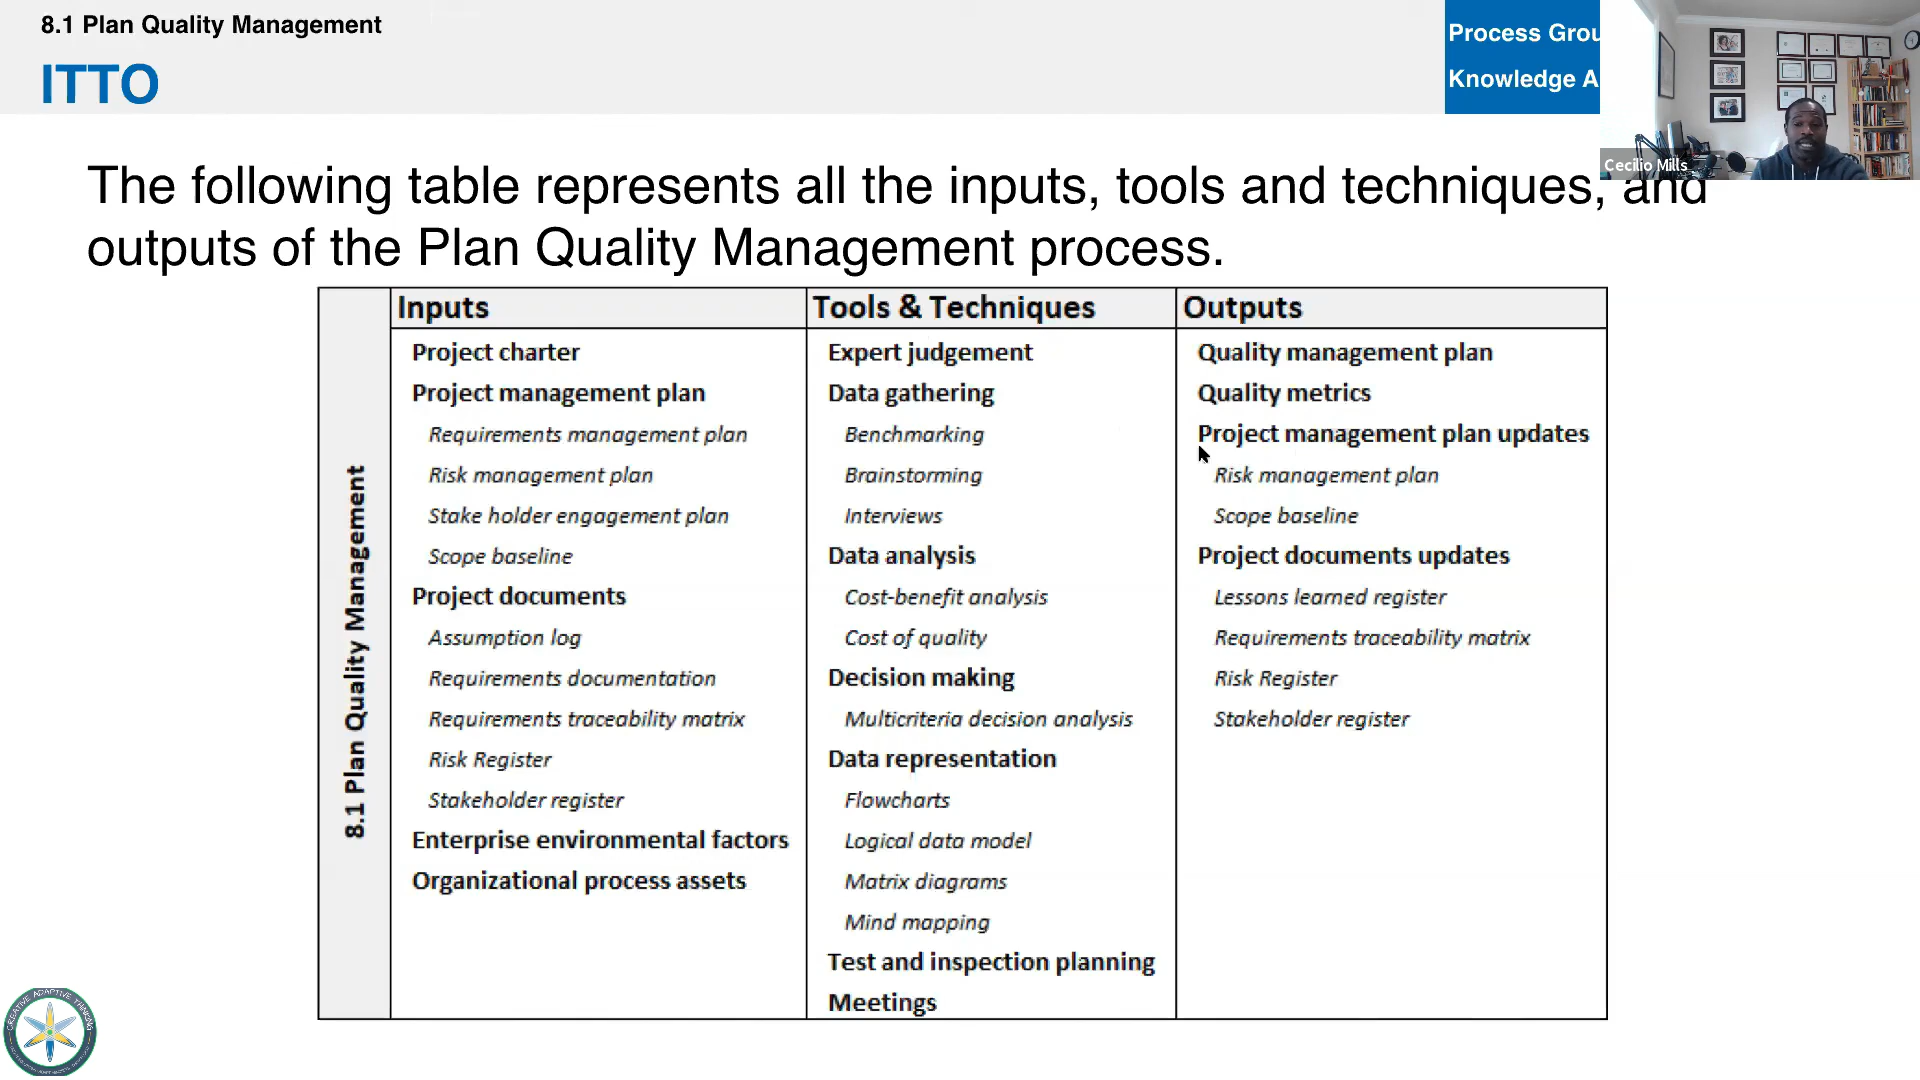 8.1 Plan Quality Management
ITTO
Process Grou
Knowledge A
Cecilio Mills
The following table represents all the inputs, tools and techniques, and
outputs of the Plan Quality Management process.
8.1 Plan Quality Management
Inputs
Project charter
Project management plan
Requirements management plan
Risk management plan
Stake holder engagement plan
Scope baseline
Project documents
Assumption log
Requirements documentation
Requirements traceability matrix
Risk Register
Stakeholder register
Enterprise environmental factors
Organizational process assets
Tools & Techniques
Expert judgement
Data gathering
Benchmarking
Brainstorming
Interviews
Data analysis
Cost-benefit analysis
Cost of quality
Decision making
Multicriteria decision analysis
Data representation
Flowcharts
Logical data model
Matrix diagrams
Mind mapping
Test and inspection planning
Meetings
Outputs
Quality management plan
Quality metrics
Project management plan updates
Risk management plan
Scope baseline
Project documents updates
Lessons learned register
Requirements traceability matrix
Risk Register
Stakeholder register
CREATIVE ADAPTIVE THINKING